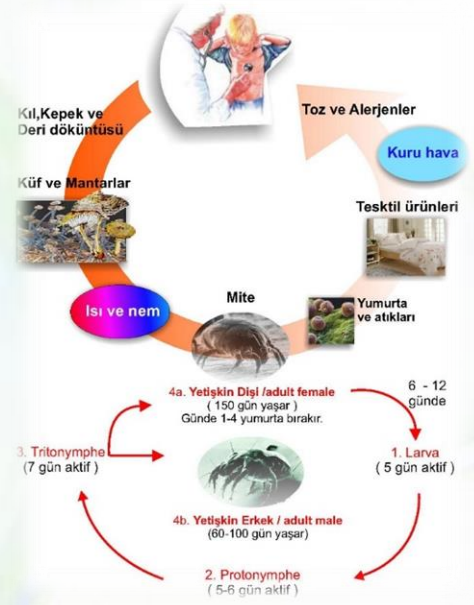 Kıl,Kepek ve
Deri döküntüsü
Toz ve Alerjenler
Kuru hava
Küf ve Mantarlar
Tesktil ürünleri
Isı ve nem
Mite
Yumurta
ve atıkları
4a. Yetişkin Dişi /adult female
( 150 gün yaşar )
Günde 1-4 yumurta bırakır.
6 - 12
günde
3. Tritonymphe
(7 gün aktif )
1. Larva
( 5 gün aktif )
4b. Yetişkin Erkek / adult male
(60-100 gün yaşar)
2. Protonymphe
( 5-6 gün aktif )